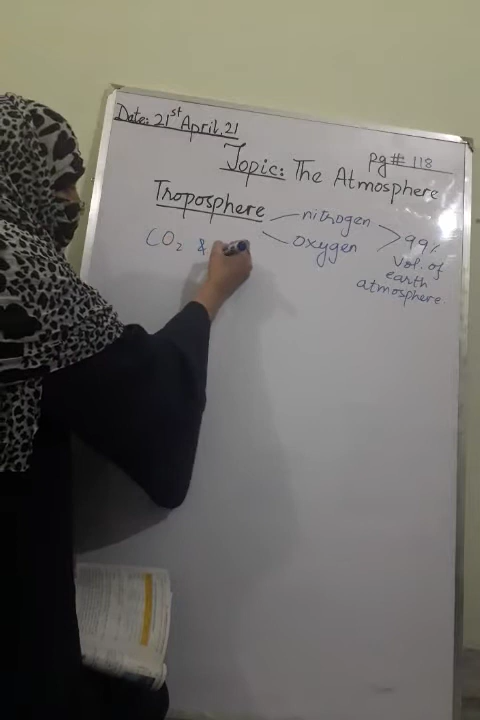 Date: 21st April, 21
pg# 118
Topic: The Atmosphere
Troposphere
nitrogen
oxygen
99%
Vol. of
earth
atmosphere
CO2 &